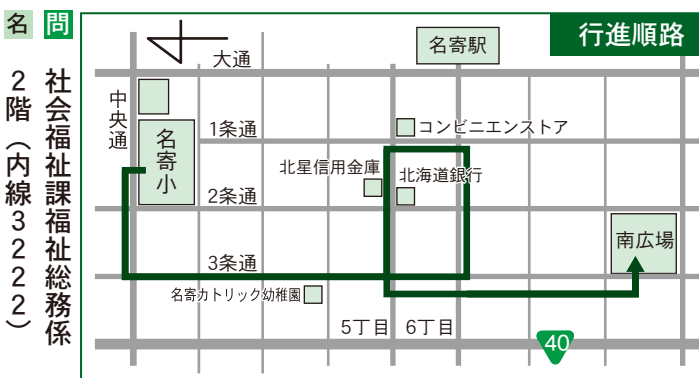 問 社会福祉課福祉総務係
名 2階（内線3222）
行進順路
名寄駅
大通
中央通
名寄小
1条通
コンビニエンストア
北星信用金庫
北海道銀行
2条通
南広場
3条通
名寄カトリック幼稚園
5丁目
6丁目
40